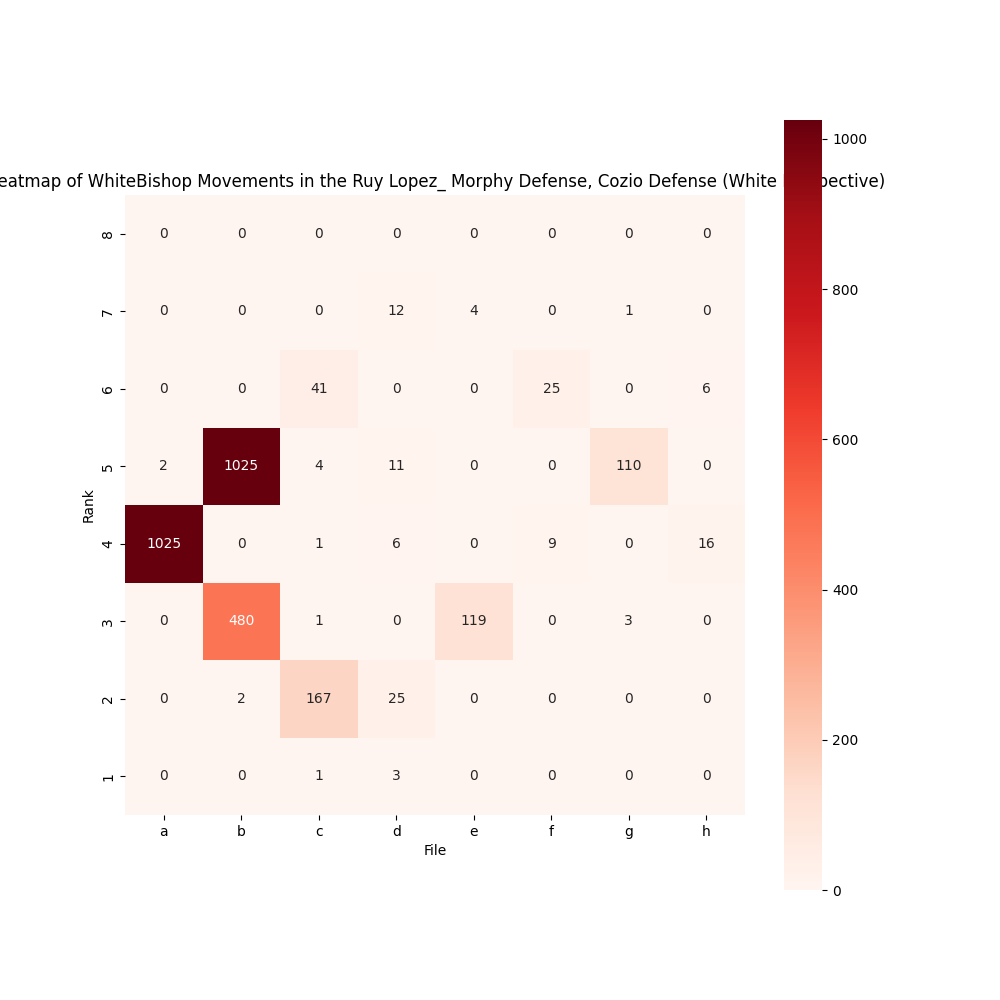 eatmap of WhiteBishop Movements in the Ruy Lopez_ Morphy Defense, Cozio Defense (White pective)
1000
800
600
400
200
0
8 0 0 0 0 0 0 0 0
7 0 0 0 12 4 0 1 0
6 0 0 41 0 0 25 0 6
5 2 1025 4 11 0 0 110 0
Rank
4 1025 0 1 6 0 9 0 16
3 0 480 1 0 119 0 3 0
2 0 2 167 25 0 0 0 0
1 0 0 1 3 0 0 0 0
a b c d e f g h
File